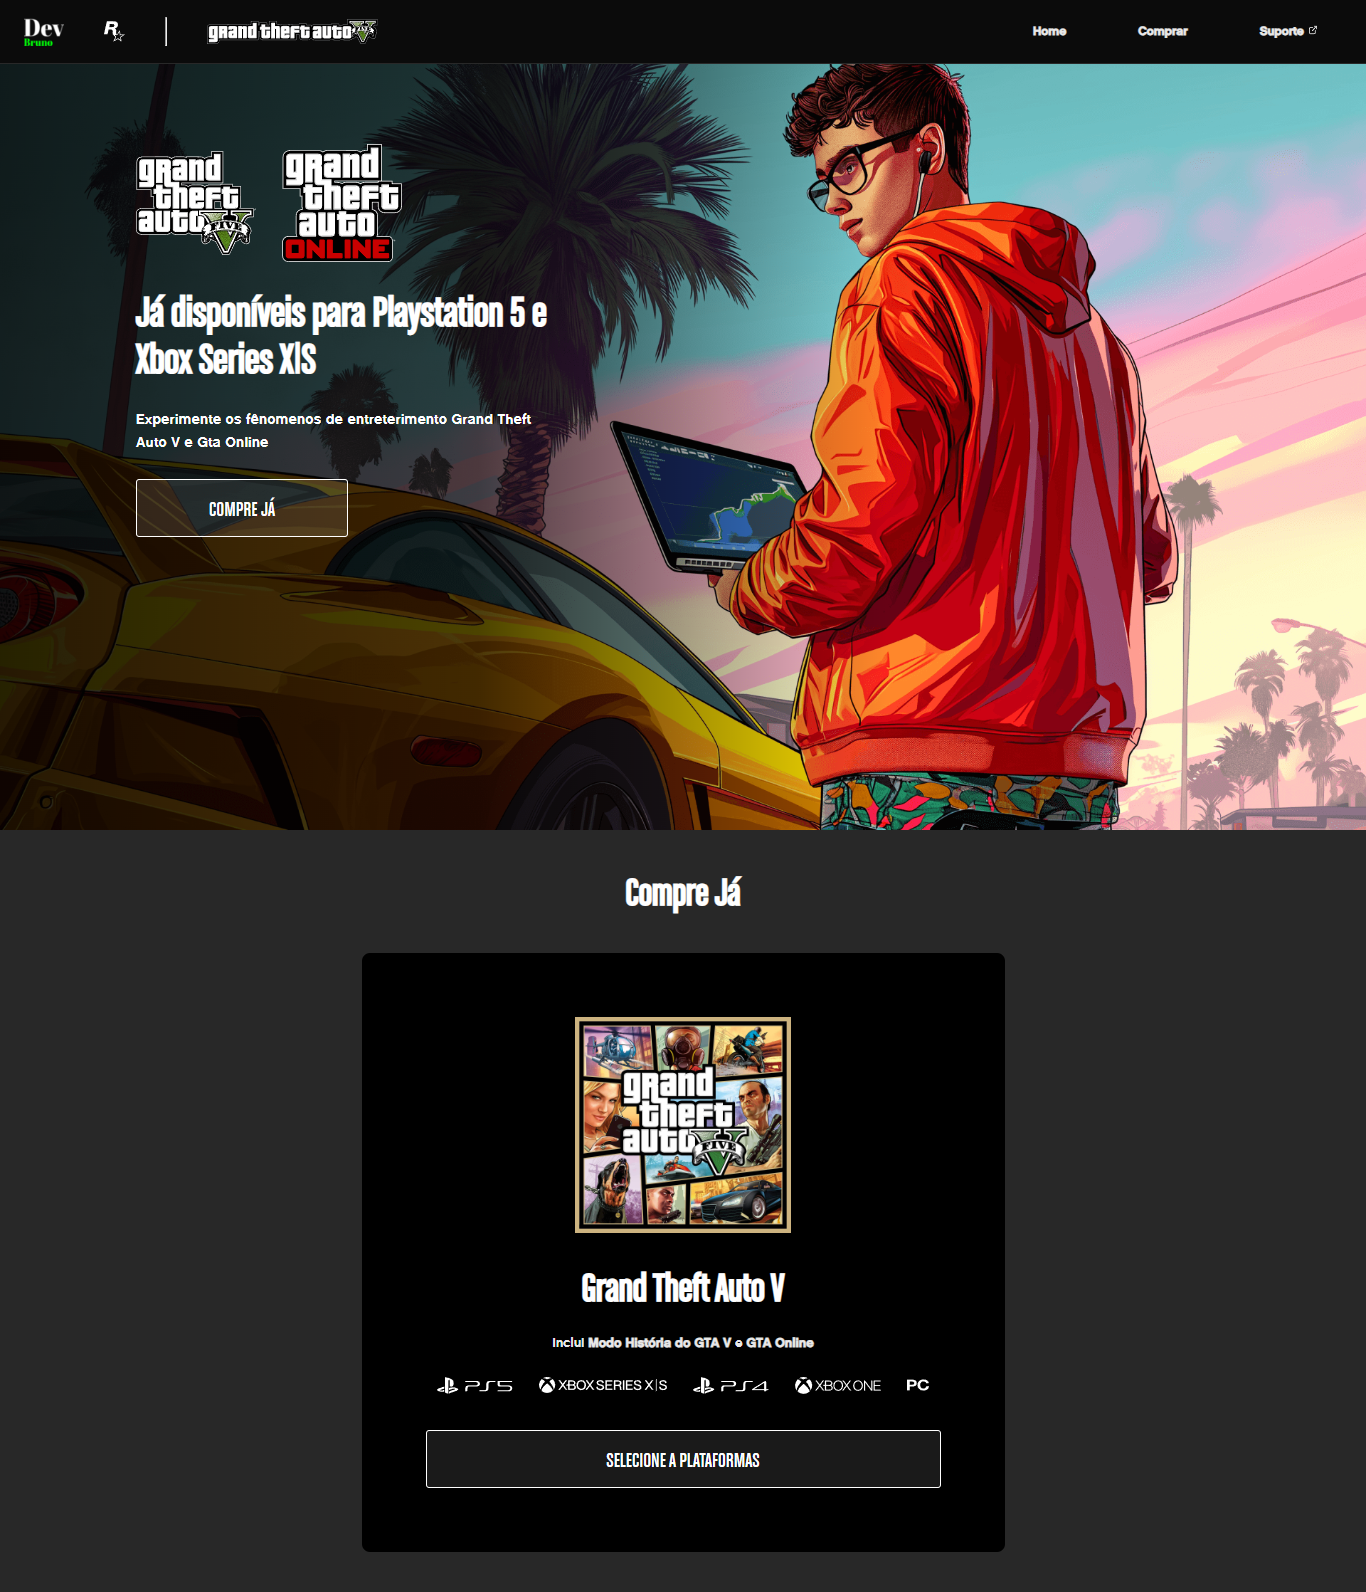 Dev
Bruno
R
grand theft auto FIVE
Home
Comprar
Suporte
grand
theft
auto
FIVE
grand
theft
auto
ONLINE
Já disponíveis para Playstation 5 e
Xbox Series X|S
Experimente os fênomenos de entreterimento Grand Theft
Auto V e Gta Online
COMPRE JÁ
Compre Já
grand
theft
auto
FIVE
Grand Theft Auto V
Inclui Modo História do GTA V e GTA Online
PS5 XBOX SERIES X|S PS4 XBOX ONE PC
SELECIONE A PLATAFORMAS